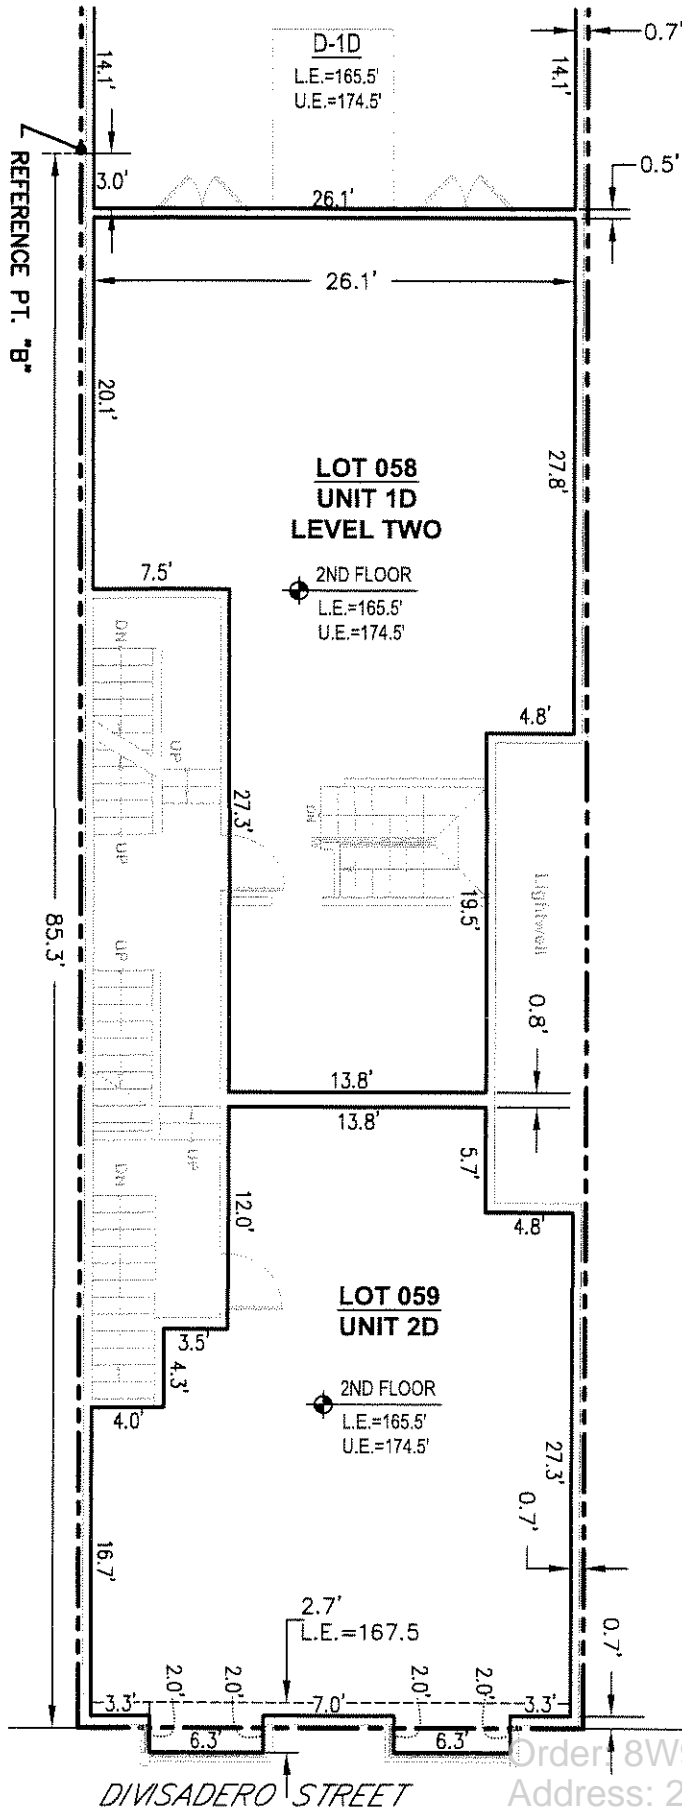 0.7'
D-1D
L.E.=165.5'
U.E.=174.5'
14.1'
14.1'
REFERENCE PT. "B"
3.0'
0.5'
26.1'
26.1'
20.1'
27.8'
LOT 058
UNIT 1D
LEVEL TWO
7.5'
2ND FLOOR
L.E.=165.5'
U.E.=174.5'
DN
UP
4.8'
27.3'
DN
UP
19.5'
Lightwell
85.3'
UP
0.8'
13.8'
13.8'
UP
5.7'
DN
12.0'
4.8'
LOT 059
UNIT 2D
3.5'
4.3'
2ND FLOOR
L.E.=165.5'
U.E.=174.5'
4.0'
27.3'
0.7'
16.7'
2.7'
L.E.=167.5
0.7'
2.0'
2.0'
2.0'
2.0'
3.3'
7.0'
3.3'
6.3'
6.3'
DIVISADERO STREET
Order: 8W
Address: 2